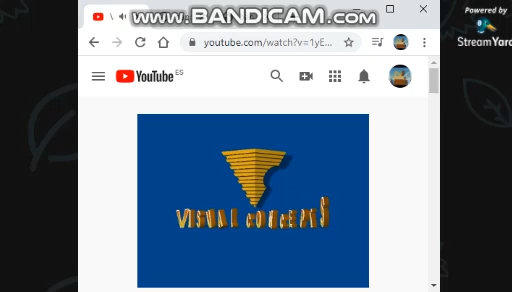 www.BANDICAM.com
Powered by
StreamYard
youtube.com/watch?v=1yE...
YouTube ES
VISUAL CONCEPTS